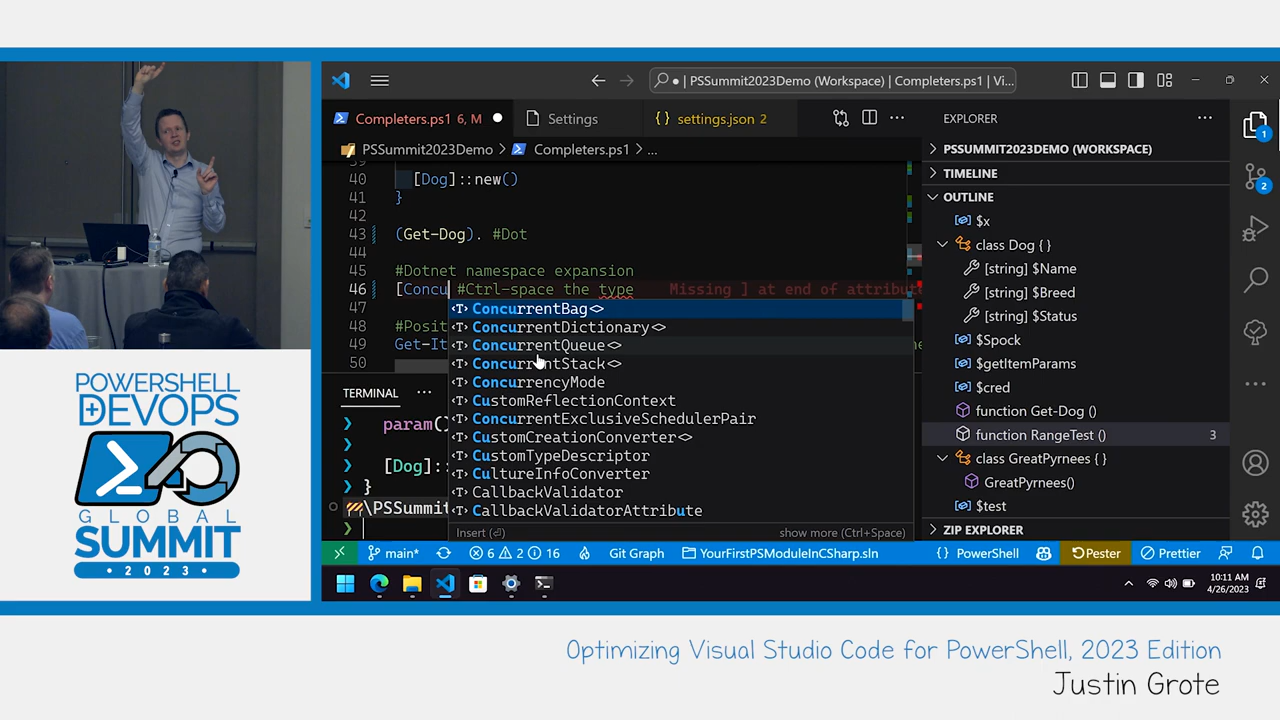 PSSummit2023Demo (Workspace) | Completers.ps1 | Vi...
Completers.ps1 6, M
Settings
{} settings.json 2
...
EXPLORER
...
PSSummit2023Demo > Completers.ps1 > ...
39
40 [Dog]::new()
41 }
42
43 (Get-Dog). #Dot
44
45 #Dotnet namespace expansion
46 [Concu #Ctrl-space the type Missing ] at end of attribut
47
48 #Posit
49 Get-It
50
ConcurrentBag<>
ConcurrentDictionary<>
ConcurrentQueue<>
ConcurrentStack<>
ConcurrencyMode
CustomReflectionContext
ConcurrentExclusiveSchedulerPair
CustomCreationConverter<>
CustomTypeDescriptor
CultureInfoConverter
CallbackValidator
CallbackValidatorAttribute
Insert (⏎) show more (Ctrl+Space)
TERMINAL ...
❯ param()
❯
❯ [Dog]:
❯ }
\PSSummit
❯
PSSUMMIT2023DEMO (WORKSPACE)
TIMELINE
OUTLINE
$x
class Dog { }
[string] $Name
[string] $Breed
[string] $Status
$Spock
$getItemParams
$cred
function Get-Dog ()
function RangeTest () 3
class GreatPyrnees { }
GreatPyrnees()
$test
ZIP EXPLORER
1
2
...
main* 6 2 16 Git Graph YourFirstPSModuleInCSharp.sln {} PowerShell Pester Prettier
10:11 AM
4/26/2023
POWERSHELL
+DEVOPS
GLOBAL
SUMMIT
• 2023 •
Optimizing Visual Studio Code for PowerShell, 2023 Edition
Justin Grote